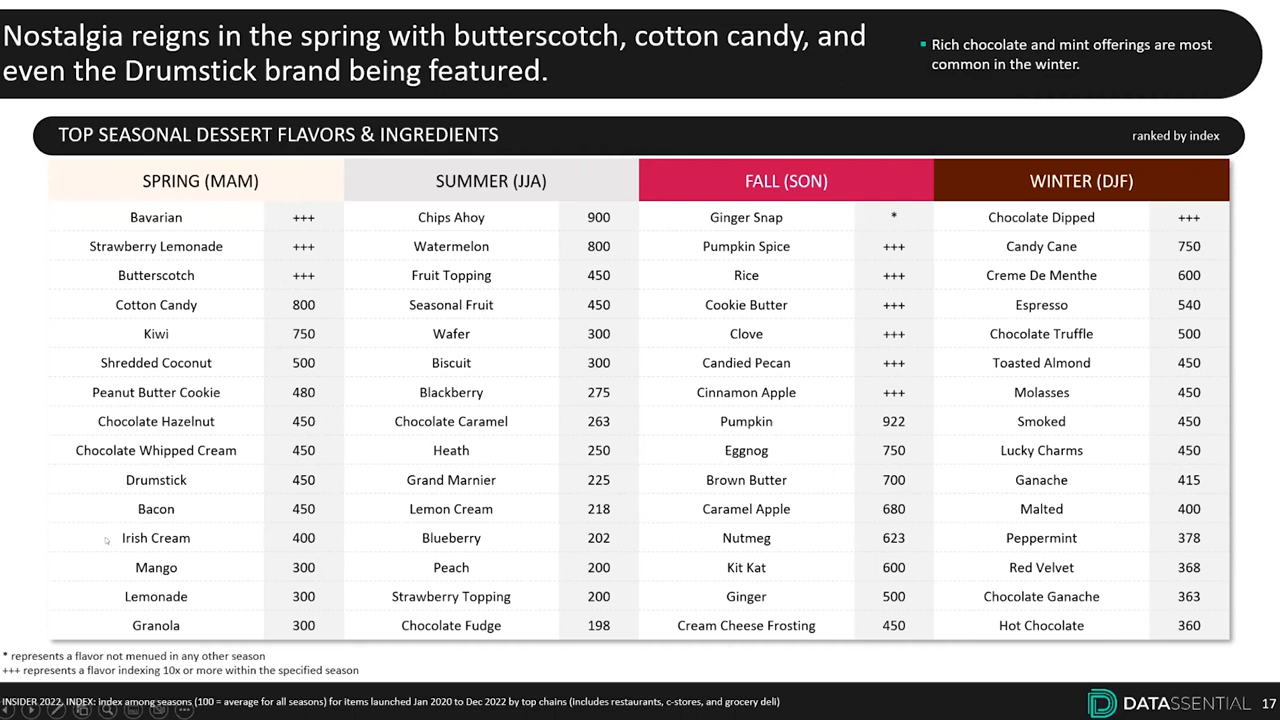 Nostalgia reigns in the spring with butterscotch, cotton candy, and
even the Drumstick brand being featured.
Rich chocolate and mint offerings are most
common in the winter.
TOP SEASONAL DESSERT FLAVORS & INGREDIENTS ranked by index
SPRING (MAM) SUMMER (JJA) FALL (SON) WINTER (DJF)
Bavarian +++ Chips Ahoy 900 Ginger Snap * Chocolate Dipped +++
Strawberry Lemonade +++ Watermelon 800 Pumpkin Spice +++ Candy Cane 750
Butterscotch +++ Fruit Topping 450 Rice +++ Creme De Menthe 600
Cotton Candy 800 Seasonal Fruit 450 Cookie Butter +++ Espresso 540
Kiwi 750 Wafer 300 Clove +++ Chocolate Truffle 500
Shredded Coconut 500 Biscuit 300 Candied Pecan +++ Toasted Almond 450
Peanut Butter Cookie 480 Blackberry 275 Cinnamon Apple +++ Molasses 450
Chocolate Hazelnut 450 Chocolate Caramel 263 Pumpkin 922 Smoked 450
Chocolate Whipped Cream 450 Heath 250 Eggnog 750 Lucky Charms 450
Drumstick 450 Grand Marnier 225 Brown Butter 700 Ganache 415
Bacon 450 Lemon Cream 218 Caramel Apple 680 Malted 400
Irish Cream 400 Blueberry 202 Nutmeg 623 Peppermint 378
Mango 300 Peach 200 Kit Kat 600 Red Velvet 368
Lemonade 300 Strawberry Topping 200 Ginger 500 Chocolate Ganache 363
Granola 300 Chocolate Fudge 198 Cream Cheese Frosting 450 Hot Chocolate 360
* represents a flavor not menued in any other season
+++ represents a flavor indexing 10x or more within the specified season
INSIDER 2022, INDEX: Index among seasons (100 = average for all seasons) for items launched Jan 2020 to Dec 2022 by top chains (Includes restaurants, c-stores, and grocery deli)
DATASSENTIAL 17